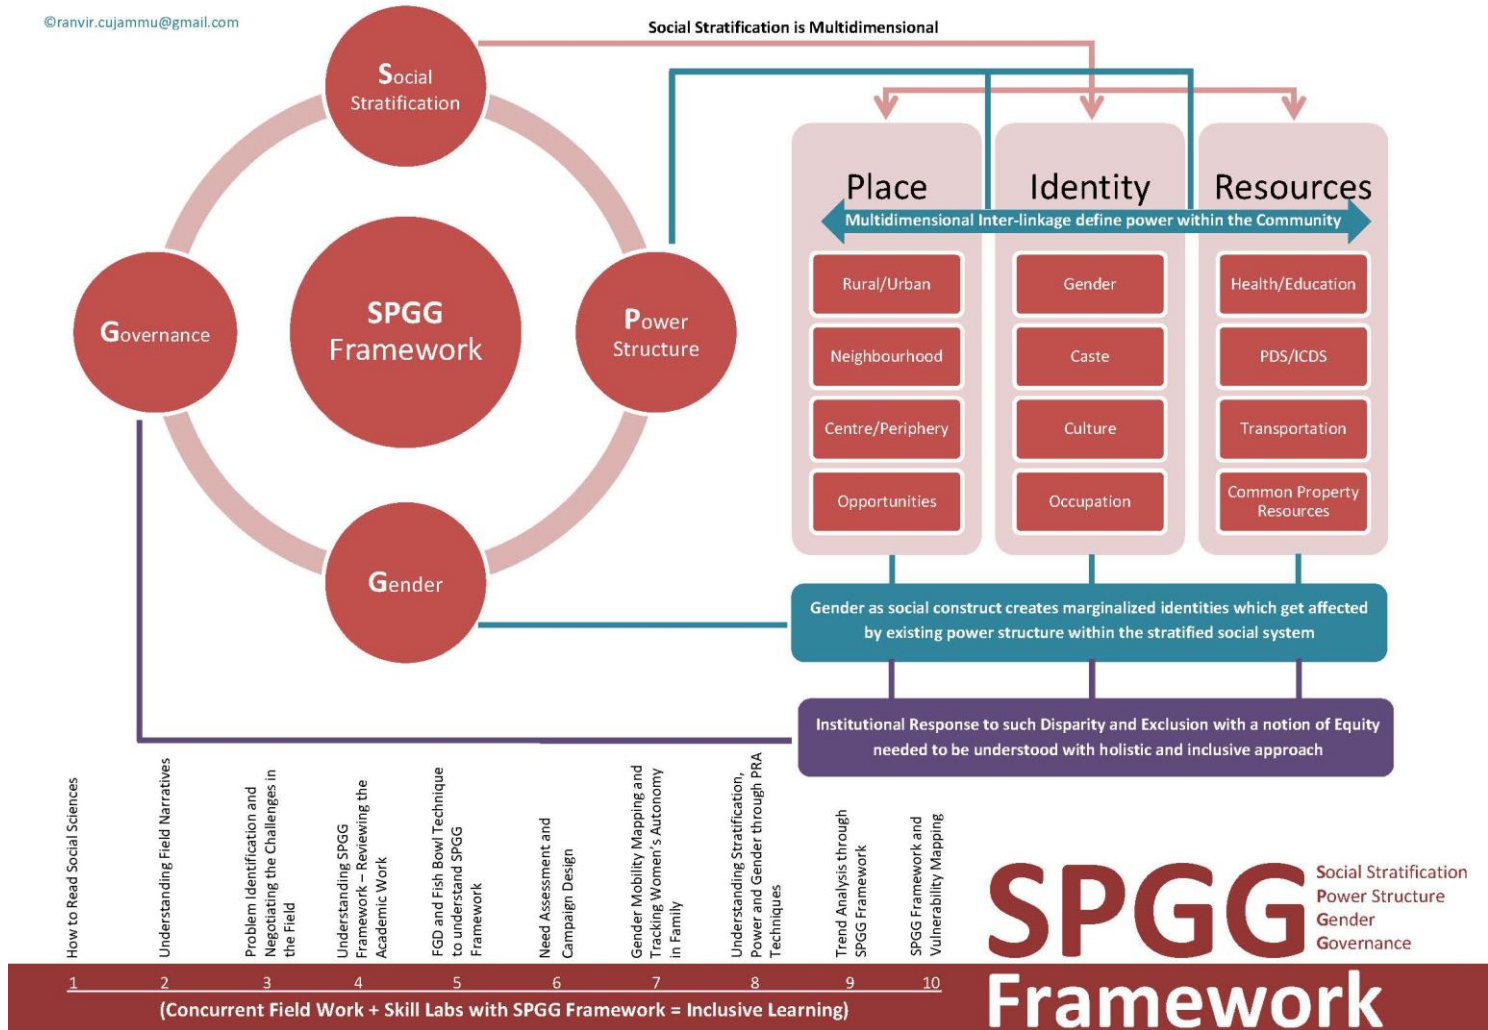 ©ranvir.cujammu@gmail.com
Social Stratification is Multidimensional
Social
Stratification
Governance
SPGG
Framework
Power
Structure
Gender
Place
Identity
Resources
Multidimensional Inter-linkage define power within the Community
Rural/Urban
Gender
Health/Education
Neighbourhood
Caste
PDS/ICDS
Centre/Periphery
Culture
Transportation
Opportunities
Occupation
Common Property
Resources
Gender as social construct creates marginalized identities which get affected
by existing power structure within the stratified social system
Institutional Response to such Disparity and Exclusion with a notion of Equity
needed to be understood with holistic and inclusive approach
How to Read Social Sciences
Understanding Field Narratives
Problem Identification and
Negotiating the Challenges in
the Field
Understanding SPGG
Framework – Reviewing the
Academic Work
FGD and Fish Bowl Technique
to understand SPGG
Framework
Need Assessment and
Campaign Design
Gender Mobility Mapping and
Tracking Women's Autonomy
in Family
Understanding Stratification,
Power and Gender through PRA
Techniques
Trend Analysis through
SPGG Framework
SPGG Framework and
Vulnerability Mapping
1 2 3 4 5 6 7 8 9 10
(Concurrent Field Work + Skill Labs with SPGG Framework = Inclusive Learning)
SPGG
Social Stratification
Power Structure
Gender
Governance
Framework